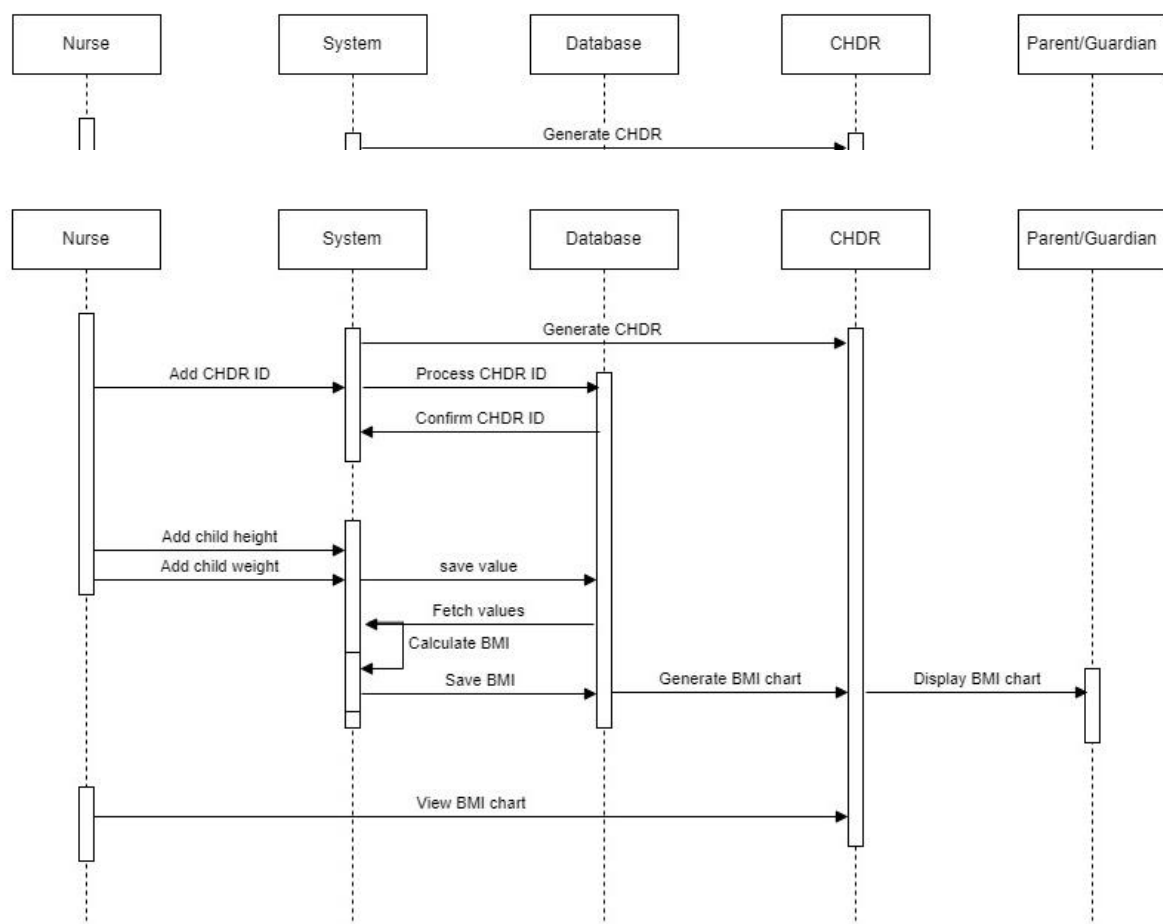 Nurse
System
Database
CHDR
Parent/Guardian
Generate CHDR
Nurse
System
Database
CHDR
Parent/Guardian
Generate CHDR
Add CHDR ID
Process CHDR ID
Confirm CHDR ID
Add child height
Add child weight
save value
Fetch values
Calculate BMI
Save BMI
Generate BMI chart
Display BMI chart
View BMI chart